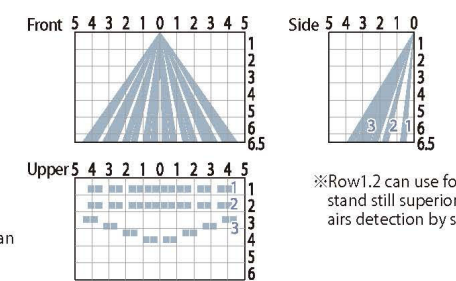 Front 5 4 3 2 1 0 1 2 3 4 5
1
2
3
4
5
6
6.5
Side 5 4 3 2 1 0
1
2
3
4
5
6
6.5
3 2 1
Upper 5 4 3 2 1 0 1 2 3 4 5
1 1
2 2
3 3
4
5
6
an
※Row1.2 can use fo
stand still superior
airs detection by s